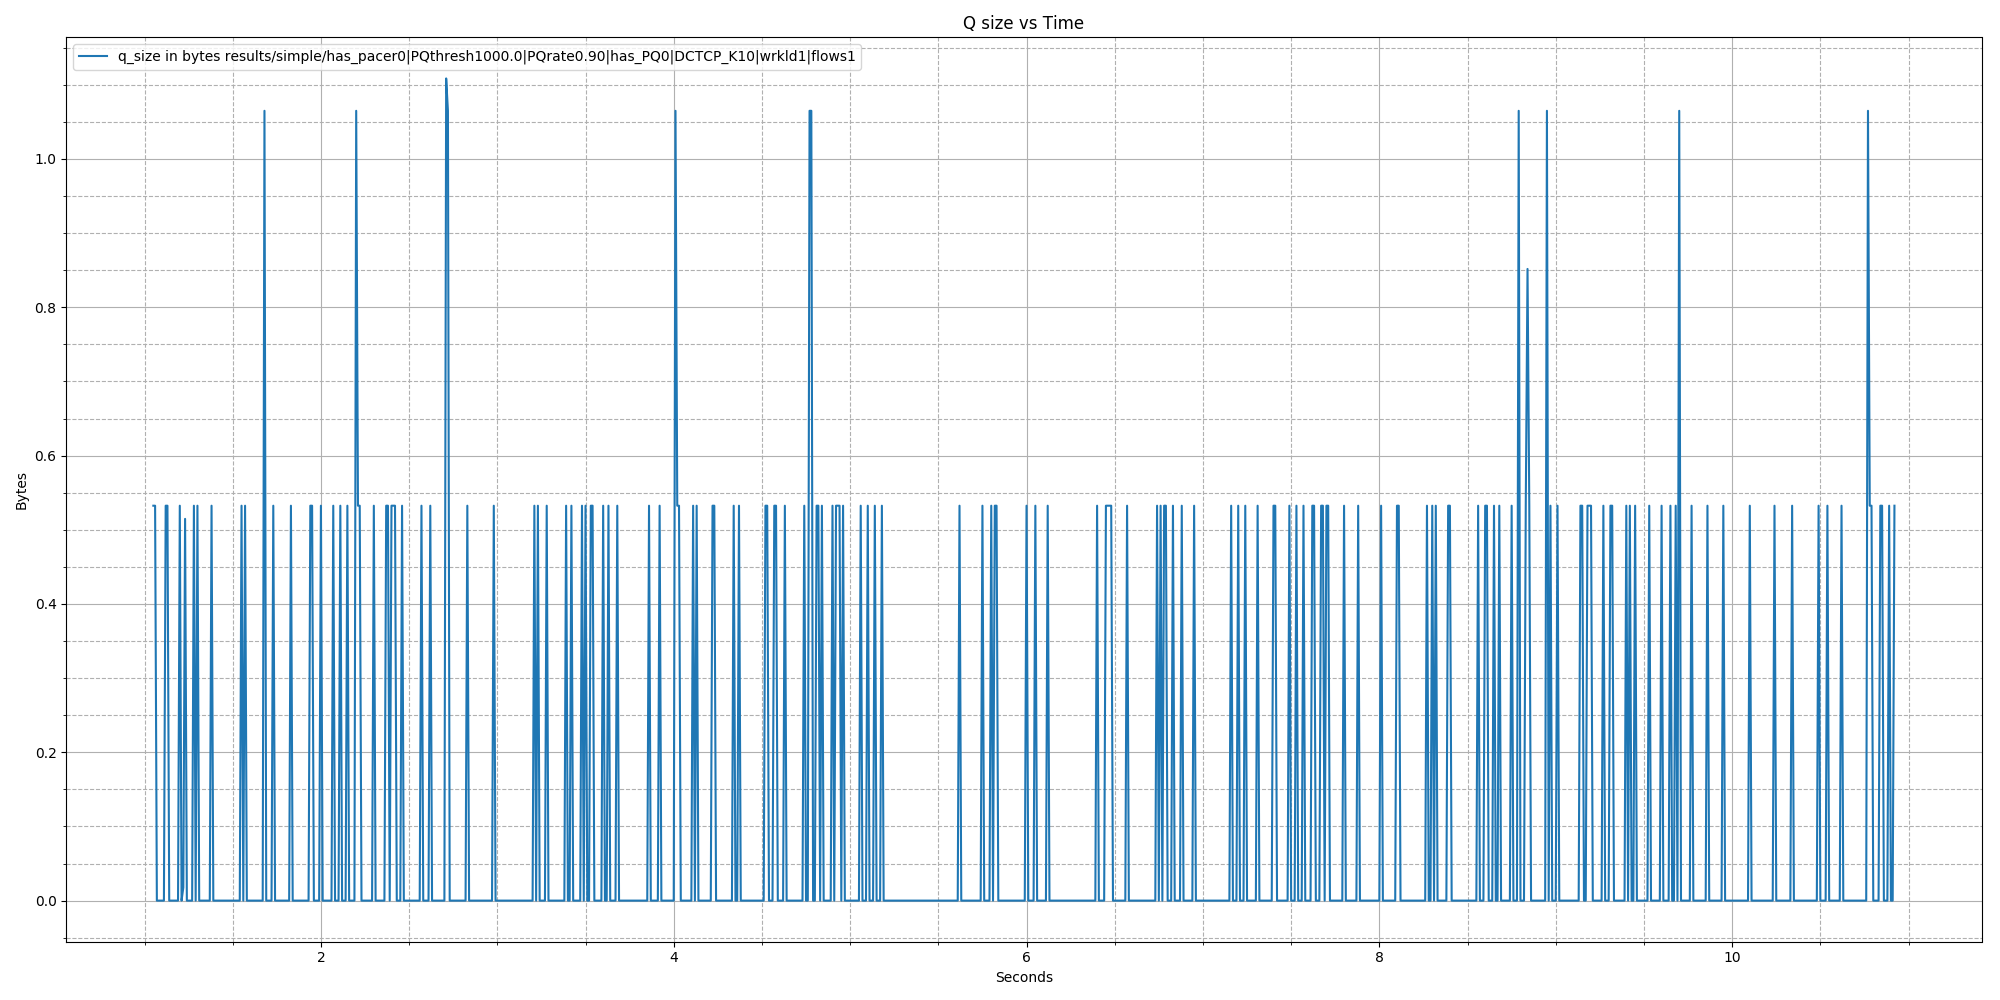 Q size vs Time
q_size in bytes results/simple/has_pacer0|PQthresh1000.0|PQrate0.90|has_PQ0|DCTCP_K10|wrkld1|flows1
1.0
0.8
0.6
Bytes
0.4
0.2
0.0
2 4 6 8 10
Seconds